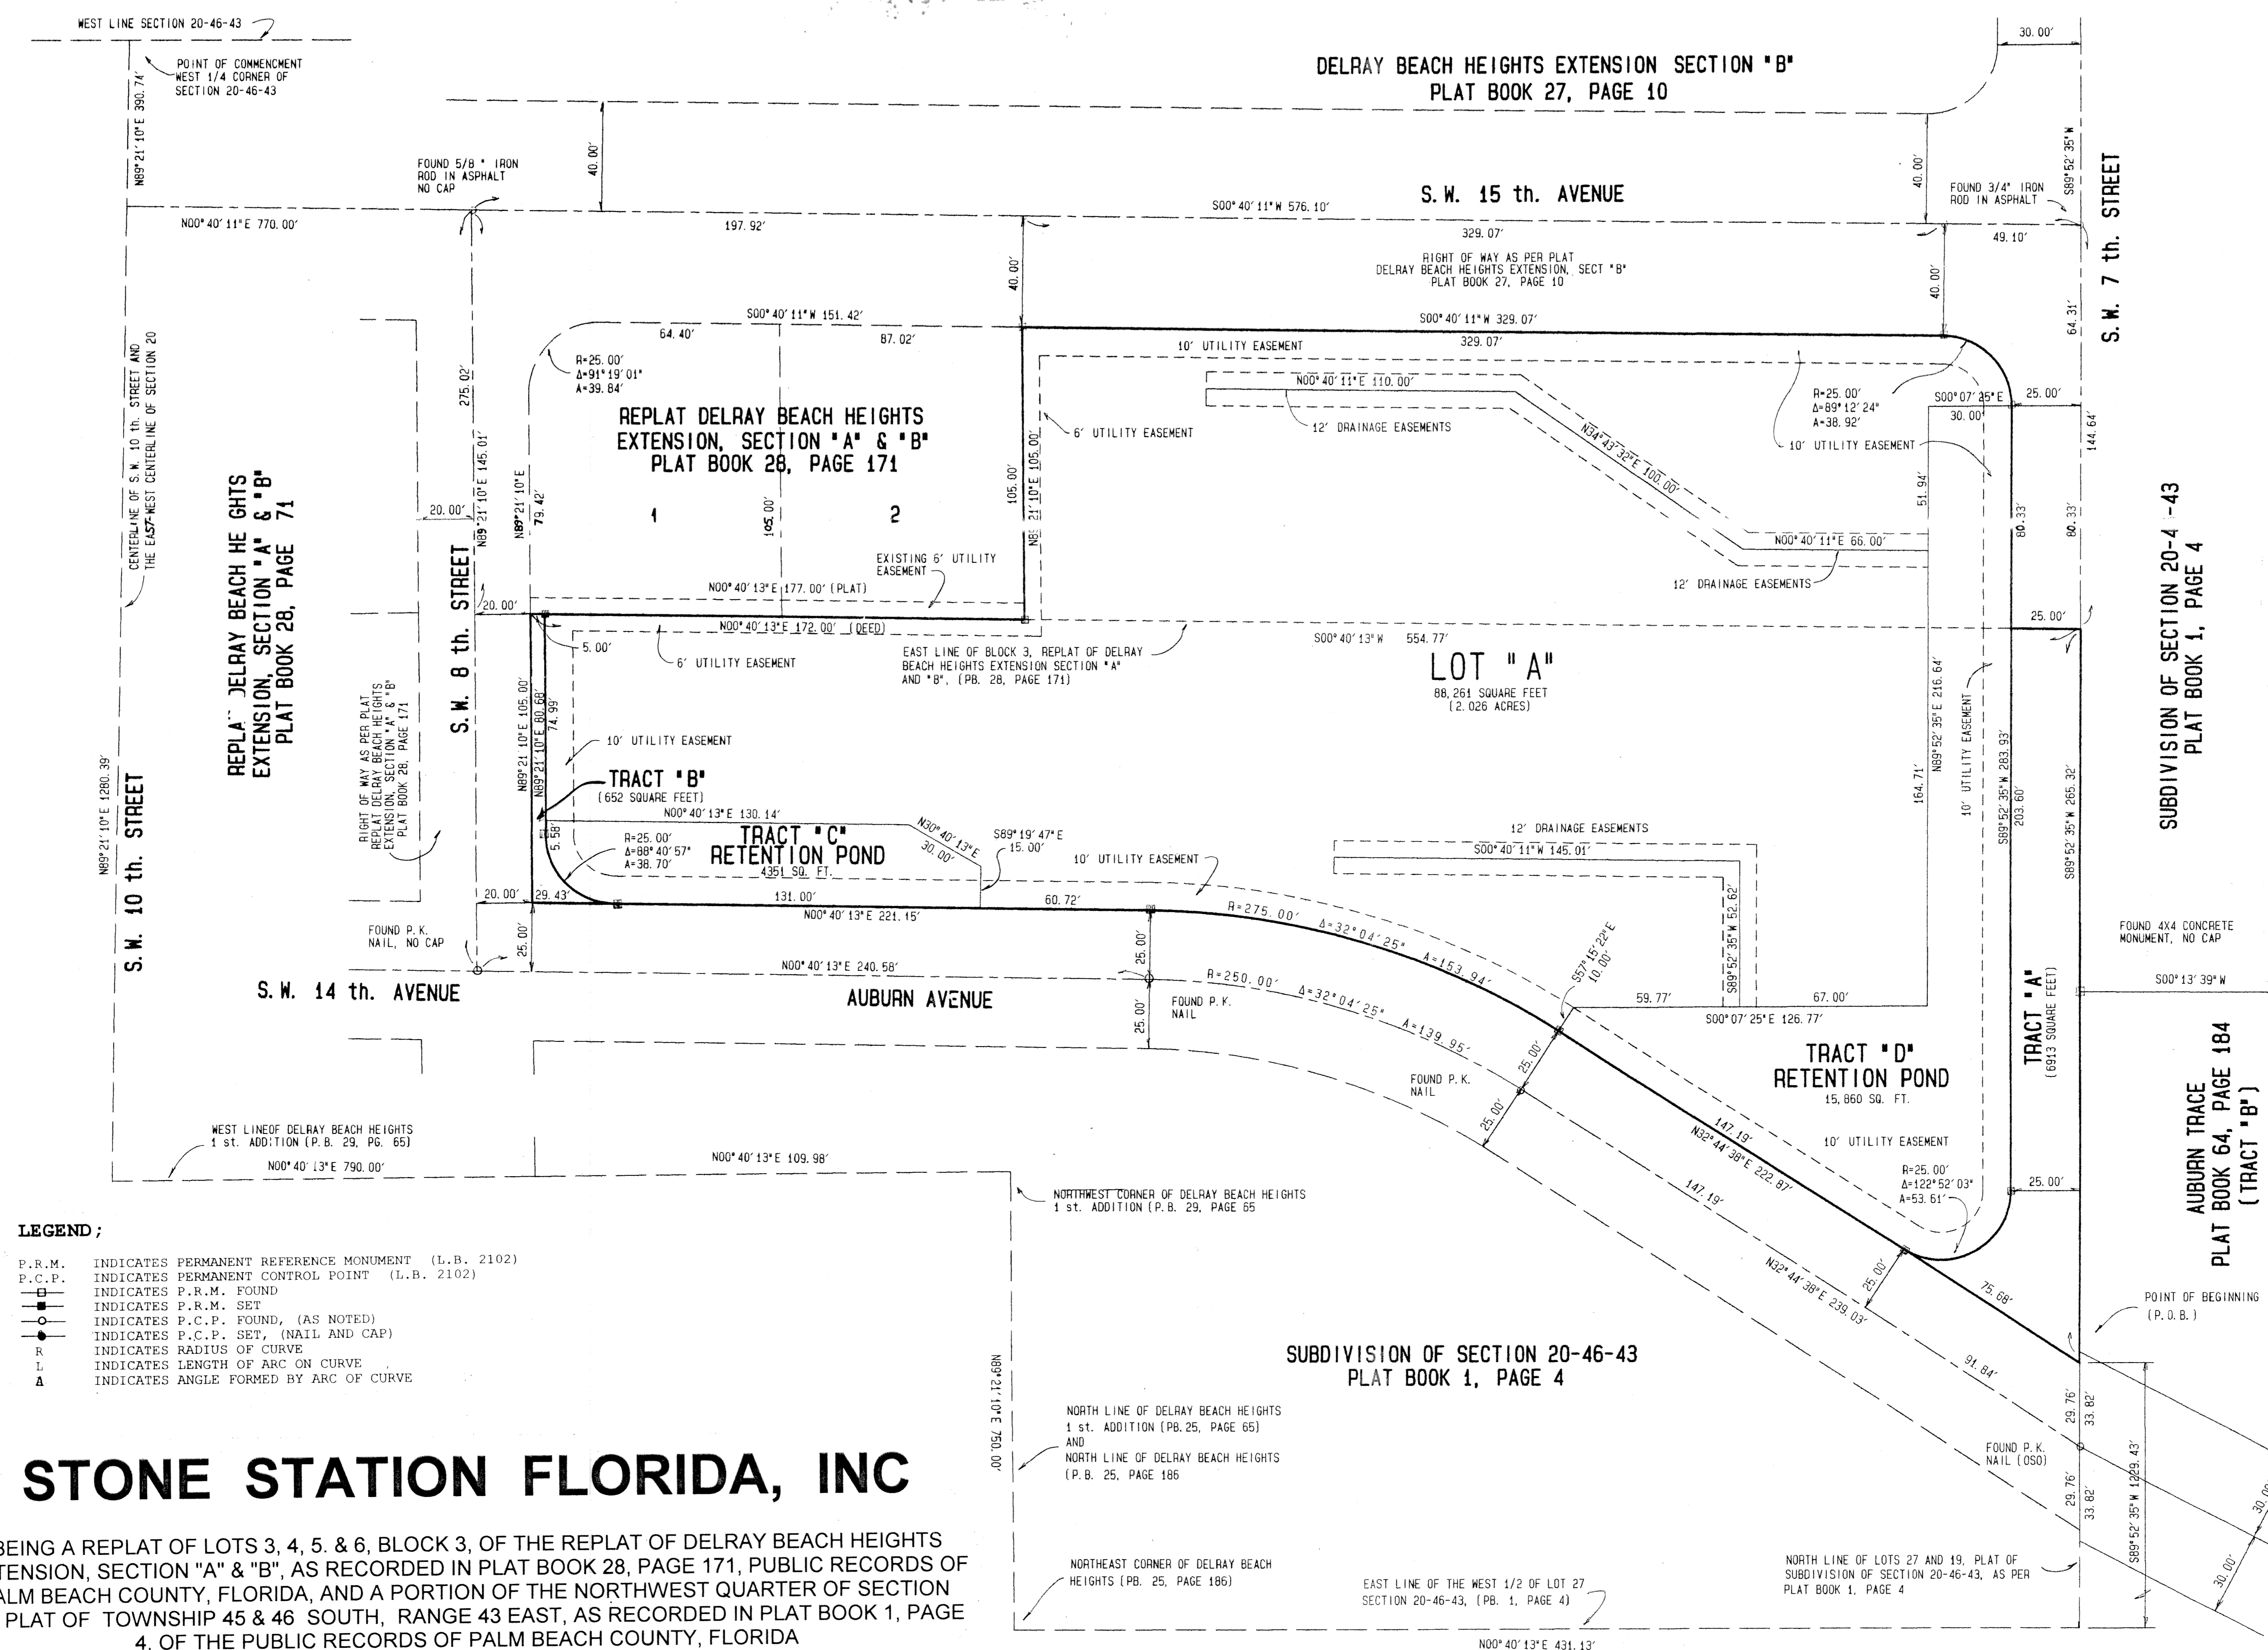 WEST LINE SECTION 20-46-43
POINT OF COMMENCMENT
WEST 1/4 CORNER OF
SECTION 20-46-43
N89°21'10"E 390.74'
DELRAY BEACH HEIGHTS EXTENSION SECTION "B"
PLAT BOOK 27, PAGE 10
30.00'
FOUND 5/8 " IRON
ROD IN ASPHALT
NO CAP
40.00'
40.00'
S.W. 15 th. AVENUE
FOUND 3/4" IRON
ROD IN ASPHALT
S89°52'35"W
S.W. 7 th. STREET
N00°40'11"E 770.00'
197.92'
S00°40'11"W 576.10'
329.07'
49.10'
RIGHT OF WAY AS PER PLAT
DELRAY BEACH HEIGHTS EXTENSION, SECT "B"
PLAT BOOK 27, PAGE 10
40.00'
40.00'
64.31'
CENTERLINE OF S.W. 10 th. STREET AND
THE EAST-WEST CENTERLINE OF SECTION 20
S00°40'11"W 151.42'
64.40'
87.02'
R=25.00'
Δ=91°19'01"
A=39.84'
S00°40'11"W 329.07'
329.07'
10' UTILITY EASEMENT
275.02'
N89°21'10"E 145.01'
N89°21'10"E
79.42'
REPLAT DELRAY BEACH HEIGHTS
EXTENSION, SECTION "A" & "B"
PLAT BOOK 28, PAGE 171
1
2
105.00'
105.00'
N89°21'10"E 105.00'
6' UTILITY EASEMENT
N00°40'11"E 110.00'
12' DRAINAGE EASEMENTS
N34°43'32"E 100.00'
N00°40'11"E 66.00'
12' DRAINAGE EASEMENTS
R=25.00'
Δ=89°12'24"
A=38.92'
10' UTILITY EASEMENT
S00°07'25"E
30.00'
25.00'
144.64'
51.94'
80.33'
80.33'
25.00'
SUBDIVISION OF SECTION 20-4 -43
PLAT BOOK 1, PAGE 4
REPLA DELRAY BEACH HE GHTS
EXTENSION, SECTION "A" & "B"
PLAT BOOK 28, PAGE 71
20.00'
S.W. 8 th. STREET
20.00'
EXISTING 6' UTILITY
EASEMENT
N00°40'13"E 177.00' (PLAT)
N00°40'13"E 172.00' (DEED)
5.00'
6' UTILITY EASEMENT
EAST LINE OF BLOCK 3, REPLAT OF DELRAY
BEACH HEIGHTS EXTENSION SECTION "A"
AND "B", (PB. 28, PAGE 171)
S00°40'13"W 554.77'
LOT "A"
88,261 SQUARE FEET
(2.026 ACRES)
RIGHT OF WAY AS PER PLAT
REPLAT DELRAY BEACH HEIGHTS
EXTENSION, SECTION "A" & "B"
PLAT BOOK 28, PAGE 171
N89°21'10"E 105.00'
N89°21'10"E 80.68'
74.99'
5.58'
10' UTILITY EASEMENT
TRACT "B"
(652 SQUARE FEET)
N00°40'13"E 130.14'
R=25.00'
Δ=88°40'57"
A=38.70'
TRACT "C"
RETENTION POND
4351 SQ. FT.
N30°40'13"E
30.00'
S89°19'47"E
15.00'
10' UTILITY EASEMENT
12' DRAINAGE EASEMENTS
S00°40'11"W 145.01'
S89°52'35"W 52.62'
164.71'
N89°52'35"E 216.64'
10' UTILITY EASEMENT
S89°52'35"W 283.93'
203.60'
S89°52'35"W 265.32'
N89°21'10"E 1280.39'
S.W. 10 th. STREET
20.00'
29.43'
131.00'
60.72'
N00°40'13"E 221.15'
FOUND P.K.
NAIL, NO CAP
25.00'
25.00'
25.00'
N00°40'13"E 240.58'
S.W. 14 th. AVENUE
AUBURN AVENUE
FOUND P.K.
NAIL
R=275.00' Δ=32°04'25" A=153.94'
R=250.00' Δ=32°04'25" A=139.95'
S57°15'22"E
10.00'
59.77'
67.00'
S00°07'25"E 126.77'
25.00'
25.00'
FOUND P.K.
NAIL
FOUND 4X4 CONCRETE
MONUMENT, NO CAP
S00°13'39"W
TRACT "A"
(6913 SQUARE FEET)
TRACT "D"
RETENTION POND
15,860 SQ. FT.
10' UTILITY EASEMENT
147.19'
N32°44'38"E 222.87'
R=25.00'
Δ=122°52'03"
A=53.61'
25.00'
AUBURN TRACE
PLAT BOOK 64, PAGE 184
(TRACT "B")
147.19'
N32°44'38"E 239.03'
25.00'
75.68'
91.84'
POINT OF BEGINNING
(P.O.B.)
WEST LINEOF DELRAY BEACH HEIGHTS
1 st. ADDITION (P.B. 29, PG. 65)
N00°40'13"E 790.00'
N00°40'13"E 109.98'
NORTHWEST CORNER OF DELRAY BEACH HEIGHTS
1 st. ADDITION (P.B. 29, PAGE 65
LEGEND;
P.R.M. INDICATES PERMANENT REFERENCE MONUMENT (L.B. 2102)
P.C.P. INDICATES PERMANENT CONTROL POINT (L.B. 2102)
INDICATES P.R.M. FOUND
INDICATES P.R.M. SET
INDICATES P.C.P. FOUND, (AS NOTED)
INDICATES P.C.P. SET, (NAIL AND CAP)
R INDICATES RADIUS OF CURVE
L INDICATES LENGTH OF ARC ON CURVE
Δ INDICATES ANGLE FORMED BY ARC OF CURVE
N89°21'10"E 750.00'
SUBDIVISION OF SECTION 20-46-43
PLAT BOOK 1, PAGE 4
NORTH LINE OF DELRAY BEACH HEIGHTS
1 st. ADDITION (PB.25, PAGE 65)
AND
NORTH LINE OF DELRAY BEACH HEIGHTS
(P.B. 25, PAGE 186
29.76'
33.82'
FOUND P.K.
NAIL (OSO)
29.76'
33.82'
S89°52'35"W 1229.43'
30.00'
30.00'
STONE STATION FLORIDA, INC
BEING A REPLAT OF LOTS 3, 4, 5. & 6, BLOCK 3, OF THE REPLAT OF DELRAY BEACH HEIGHTS
TENSION, SECTION "A" & "B", AS RECORDED IN PLAT BOOK 28, PAGE 171, PUBLIC RECORDS OF
ALM BEACH COUNTY, FLORIDA, AND A PORTION OF THE NORTHWEST QUARTER OF SECTION
PLAT OF TOWNSHIP 45 & 46 SOUTH, RANGE 43 EAST, AS RECORDED IN PLAT BOOK 1, PAGE
4, OF THE PUBLIC RECORDS OF PALM BEACH COUNTY, FLORIDA
NORTHEAST CORNER OF DELRAY BEACH
HEIGHTS (PB. 25, PAGE 186)
EAST LINE OF THE WEST 1/2 OF LOT 27
SECTION 20-46-43, (PB. 1, PAGE 4)
NORTH LINE OF LOTS 27 AND 19, PLAT OF
SUBDIVISION OF SECTION 20-46-43, AS PER
PLAT BOOK 1, PAGE 4
N00°40'13"E 431.13'